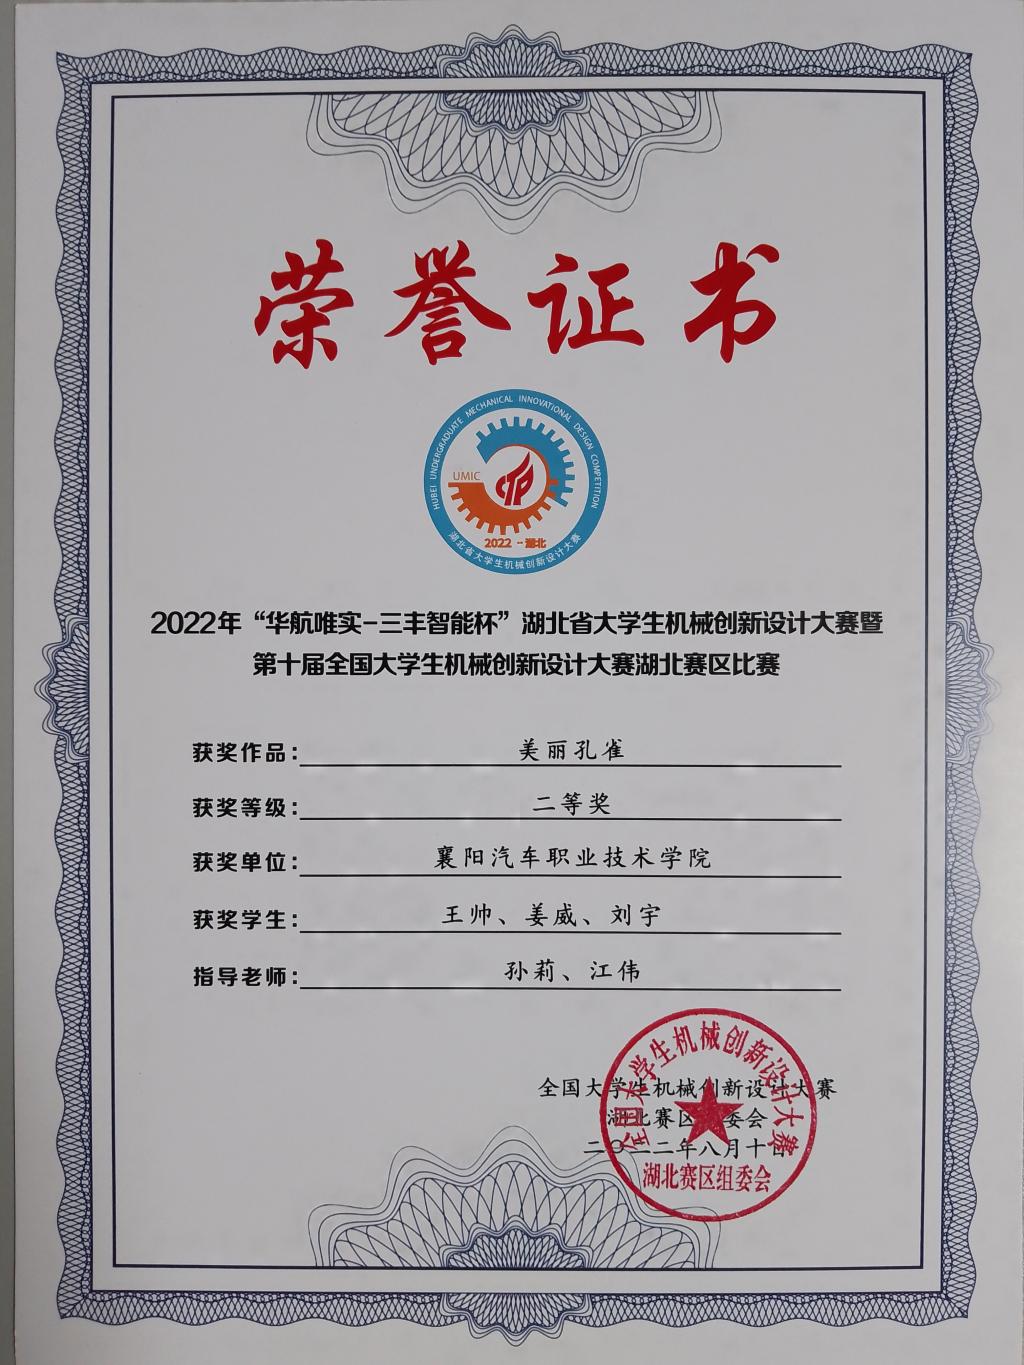 荣誉证书
HUBEI UNDERGRADUATE MECHANICAL INNOVATIONAL DESIGN COMPETITION
UMIC
2022 - 湖北
湖北省大学生机械创新设计大赛
2022年“华航唯实-三丰智能杯”湖北省大学生机械创新设计大赛暨
第十届全国大学生机械创新设计大赛湖北赛区比赛
获奖作品：美丽孔雀
获奖等级：二等奖
获奖单位：襄阳汽车职业技术学院
获奖学生：王帅、姜威、刘宇
指导老师：孙莉、江伟
全国大学生机械创新设计大赛
湖北赛区组委会
二〇二二年八月十日
全国大学生机械创新设计大赛
湖北赛区组委会